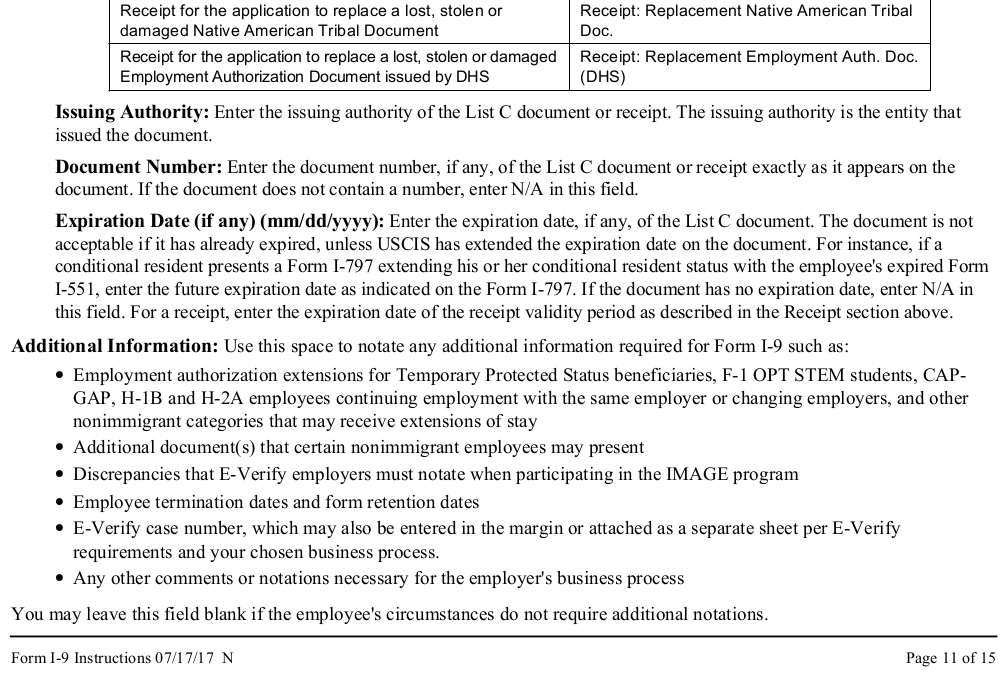 Receipt for the application to replace a lost, stolen or
damaged Native American Tribal Document
Receipt: Replacement Native American Tribal
Doc.
Receipt for the application to replace a lost, stolen or damaged
Employment Authorization Document issued by DHS
Receipt: Replacement Employment Auth. Doc.
(DHS)
Issuing Authority: Enter the issuing authority of the List C document or receipt. The issuing authority is the entity that
issued the document.
Document Number: Enter the document number, if any, of the List C document or receipt exactly as it appears on the
document. If the document does not contain a number, enter N/A in this field.
Expiration Date (if any) (mm/dd/yyyy): Enter the expiration date, if any, of the List C document. The document is not
acceptable if it has already expired, unless USCIS has extended the expiration date on the document. For instance, if a
conditional resident presents a Form I-797 extending his or her conditional resident status with the employee's expired Form
I-551, enter the future expiration date as indicated on the Form I-797. If the document has no expiration date, enter N/A in
this field. For a receipt, enter the expiration date of the receipt validity period as described in the Receipt section above.
Additional Information: Use this space to notate any additional information required for Form I-9 such as:
• Employment authorization extensions for Temporary Protected Status beneficiaries, F-1 OPT STEM students, CAP-
GAP, H-1B and H-2A employees continuing employment with the same employer or changing employers, and other
nonimmigrant categories that may receive extensions of stay
• Additional document(s) that certain nonimmigrant employees may present
• Discrepancies that E-Verify employers must notate when participating in the IMAGE program
• Employee termination dates and form retention dates
• E-Verify case number, which may also be entered in the margin or attached as a separate sheet per E-Verify
requirements and your chosen business process.
• Any other comments or notations necessary for the employer's business process
You may leave this field blank if the employee's circumstances do not require additional notations.
Form I-9 Instructions 07/17/17 N
Page 11 of 15